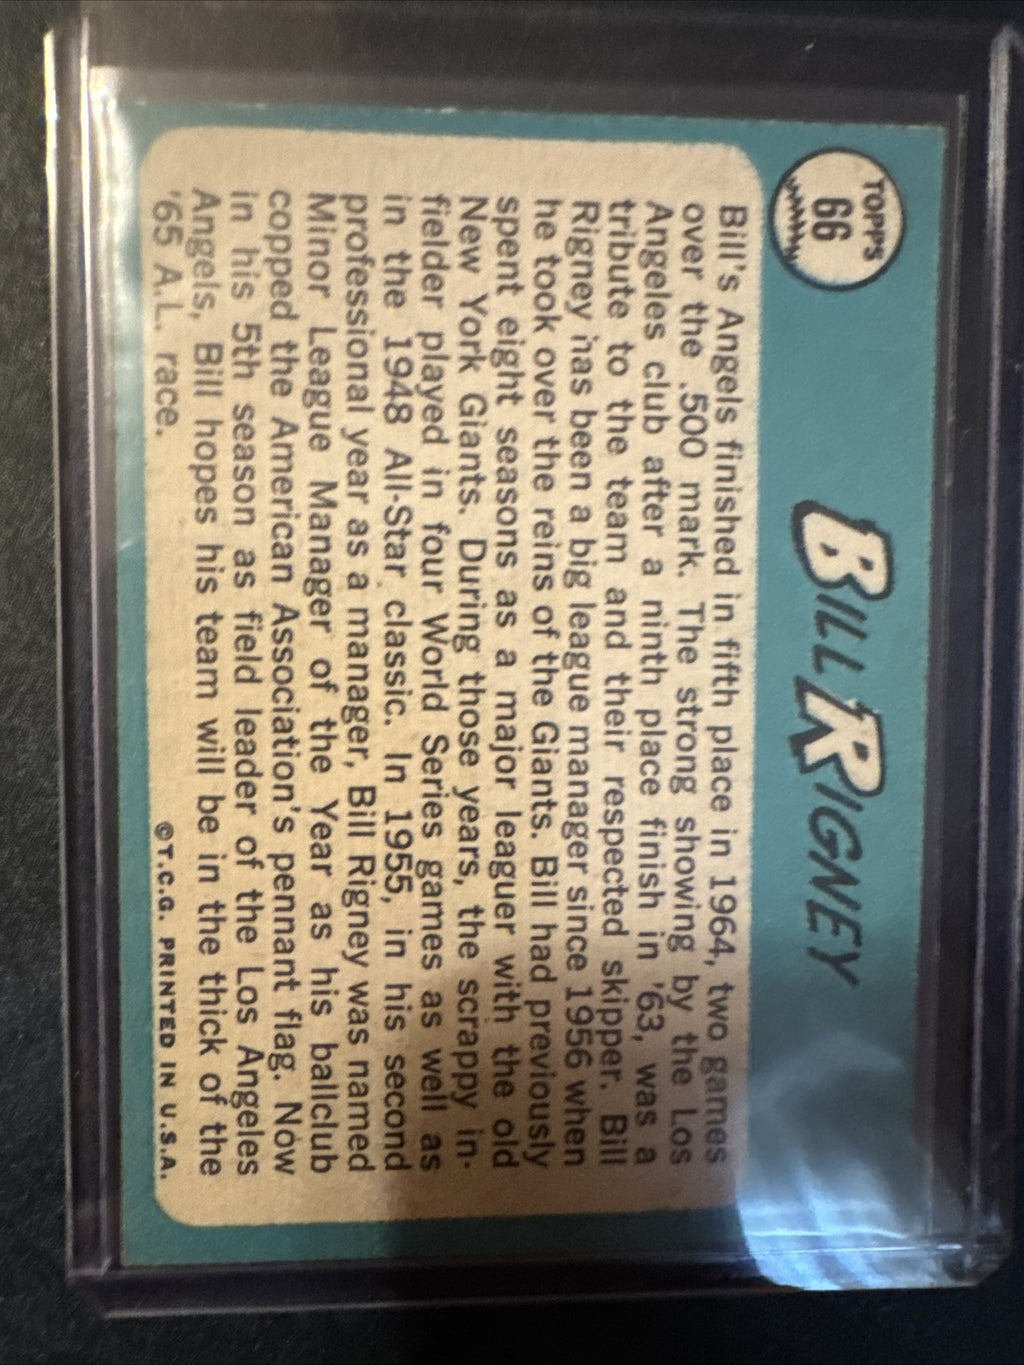 TOPPS
66
BILL RIGNEY
Bill's Angels finished in fifth place in 1964, two games
over the .500 mark. The strong showing by the Los
Angeles club after a ninth place finish in '63, was a
tribute to the team and their respected skipper. Bill
Rigney has been a big league manager since 1956 when
he took over the reins of the Giants. Bill had previously
spent eight seasons as a major leaguer with the old
New York Giants. During those years, the scrappy in-
fielder played in four World Series games as well as
in the 1948 All-Star classic. In 1955, in his second
professional year as a manager, Bill Rigney was named
Minor League Manager of the Year as his ballclub
copped the American Association's pennant flag. Now
in his 5th season as field leader of the Los Angeles
Angels, Bill hopes his team will be in the thick of the
'65 A.L. race.
©T.C.G. PRINTED IN U.S.A.